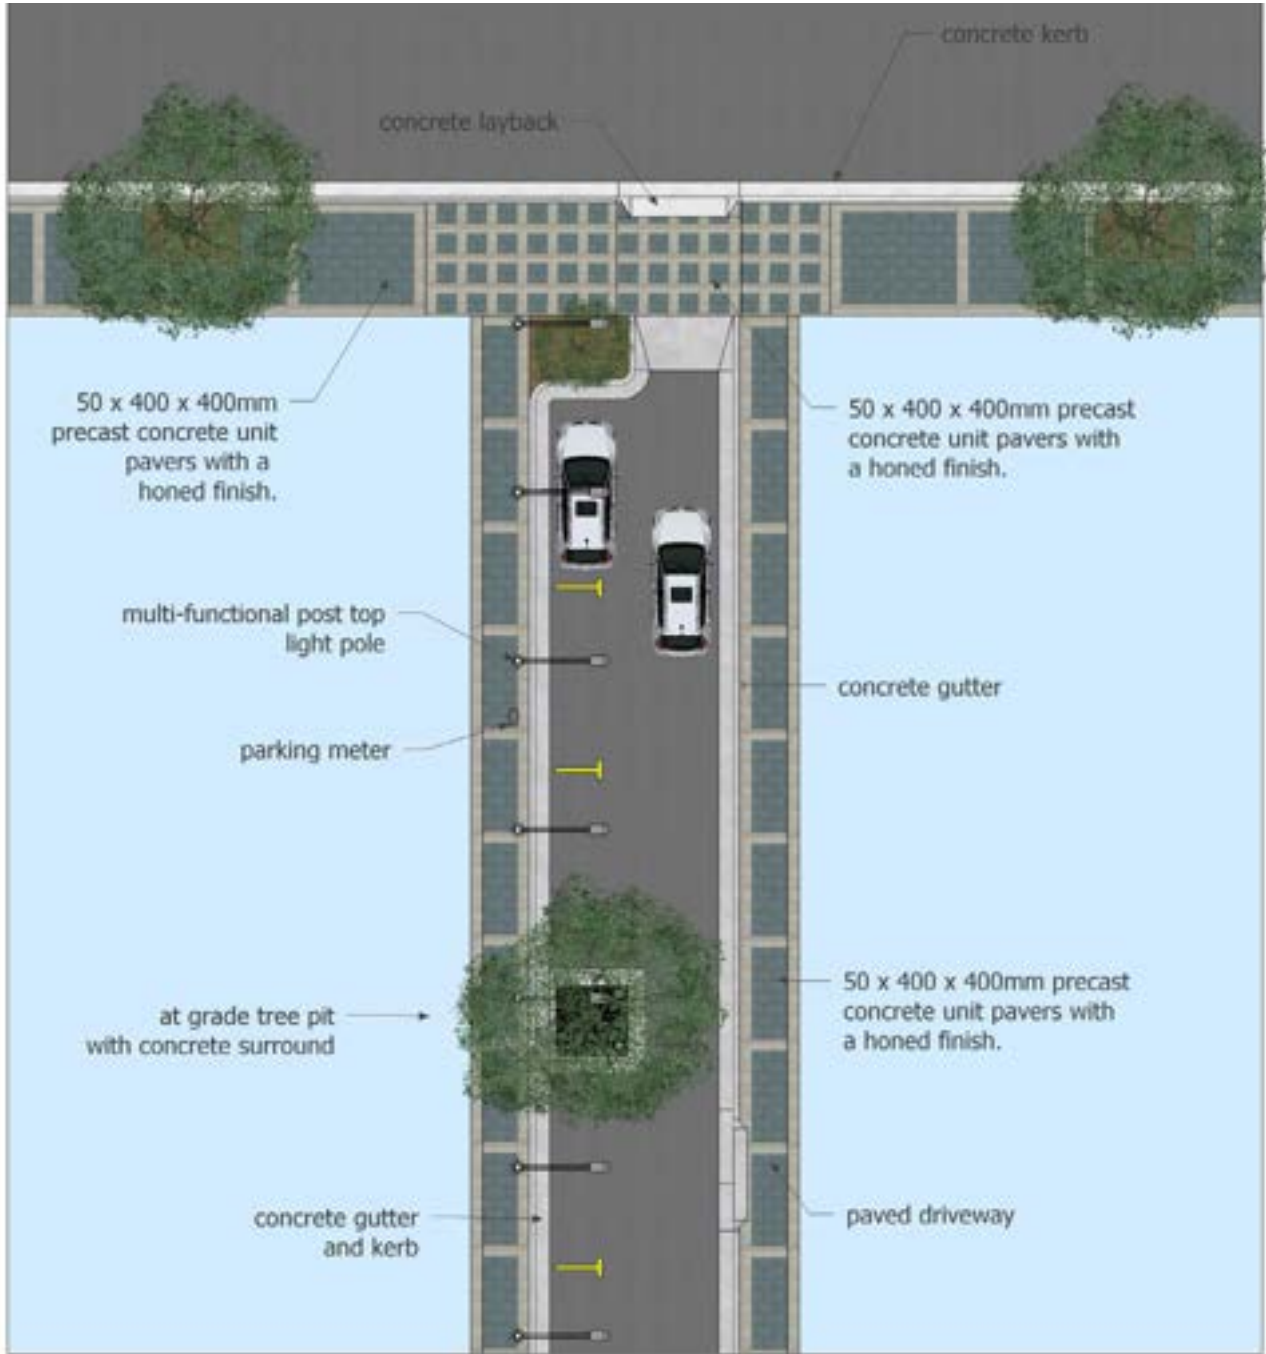 concrete kerb
concrete layback
50 x 400 x 400mm
precast concrete unit
pavers with a
honed finish.
50 x 400 x 400mm precast
concrete unit pavers with
a honed finish.
multi-functional post top
light pole
concrete gutter
parking meter
50 x 400 x 400mm precast
concrete unit pavers with
a honed finish.
at grade tree pit
with concrete surround
concrete gutter
and kerb
paved driveway